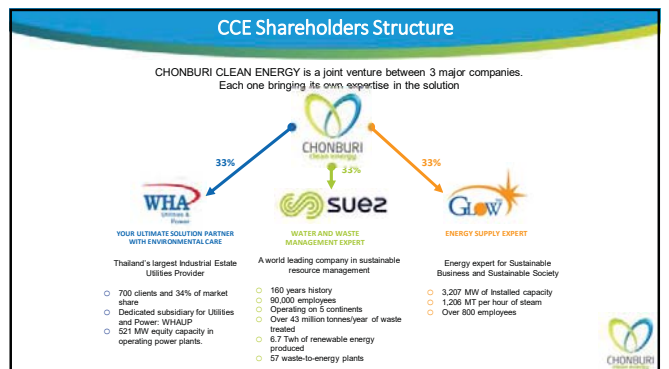 CCE Shareholders Structure
CHONBURI CLEAN ENERGY is a joint venture between 3 major companies.
Each one bringing its own expertise in the solution
CHONBURI
clean energy
33%
33%
33%
WHA
Utilities &
Power
YOUR ULTIMATE SOLUTION PARTNER
WITH ENVIRONMENTAL CARE
Thailand's largest Industrial Estate
Utilities Provider
700 clients and 34% of market
share
Dedicated subsidiary for Utilities
and Power: WHAUP
521 MW equity capacity in
operating power plants.
suez
WATER AND WASTE
MANAGEMENT EXPERT
A world leading company in sustainable
resource management
160 years history
90,000 employees
Operating on 5 continents
Over 43 million tonnes/year of waste
treated
6.7 Twh of renewable energy
produced
57 waste-to-energy plants
GLOW
ENERGY SUPPLY EXPERT
Energy expert for Sustainable
Business and Sustainable Society
3,207 MW of Installed capacity
1,206 MT per hour of steam
Over 800 employees
CHONBURI
clean energy